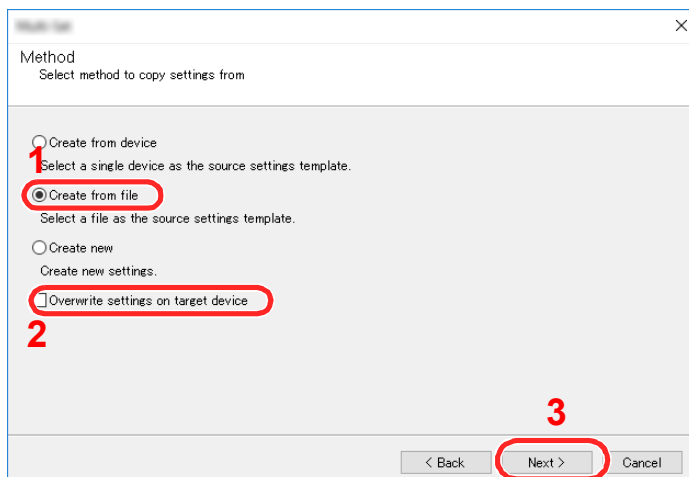 Method
Select method to copy settings from
Create from device
1
Select a single device as the source settings template.
Create from file
Select a file as the source settings template.
Create new
Create new settings.
Overwrite settings on target device
2
3
< Back Next > Cancel